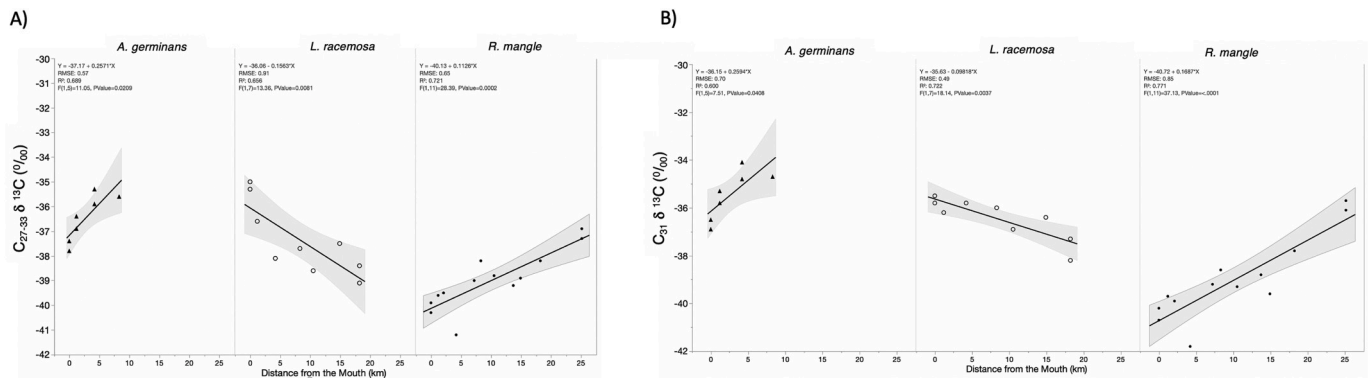 A)
A. germinans
L. racemosa
R. mangle
Y = -37.17 + 0.2571*X
RMSE: 0.57
R²: 0.689
F(1,5)=11.05, PValue=0.0209
Y = -36.06 - 0.1563*X
RMSE: 0.91
R²: 0.656
F(1,7)=13.36, PValue=0.0081
Y = -40.13 + 0.1126*X
RMSE: 0.65
R²: 0.721
F(1,11)=28.39, PValue=0.0002
C27-33 δ 13C (0/00)
-30
-31
-32
-33
-34
-35
-36
-37
-38
-39
-40
-41
-42
0 5 10 15 20 25
0 5 10 15 20 25
0 5 10 15 20 25
Distance from the Mouth (km)
B)
A. germinans
L. racemosa
R. mangle
Y = -36.15 + 0.2594*X
RMSE: 0.70
R²: 0.600
F(1,5)=7.51, PValue=0.0408
Y = -35.63 - 0.09818*X
RMSE: 0.49
R²: 0.722
F(1,7)=18.14, PValue=0.0037
Y = -40.72 + 0.1687*X
RMSE: 0.85
R²: 0.771
F(1,11)=37.13, PValue=<.0001
C31 δ 13C (0/00)
-30
-32
-34
-36
-38
-40
-42
0 5 10 15 20 25
0 5 10 15 20 25
0 5 10 15 20 25
Distance from the Mouth (km)